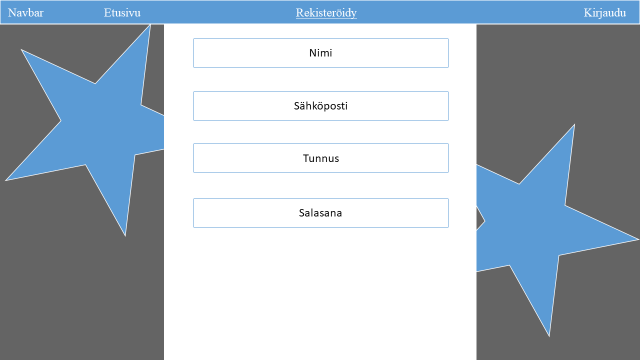 Navbar Etusivu Rekisteröidy Kirjaudu
Nimi
Sähköposti
Tunnus
Salasana